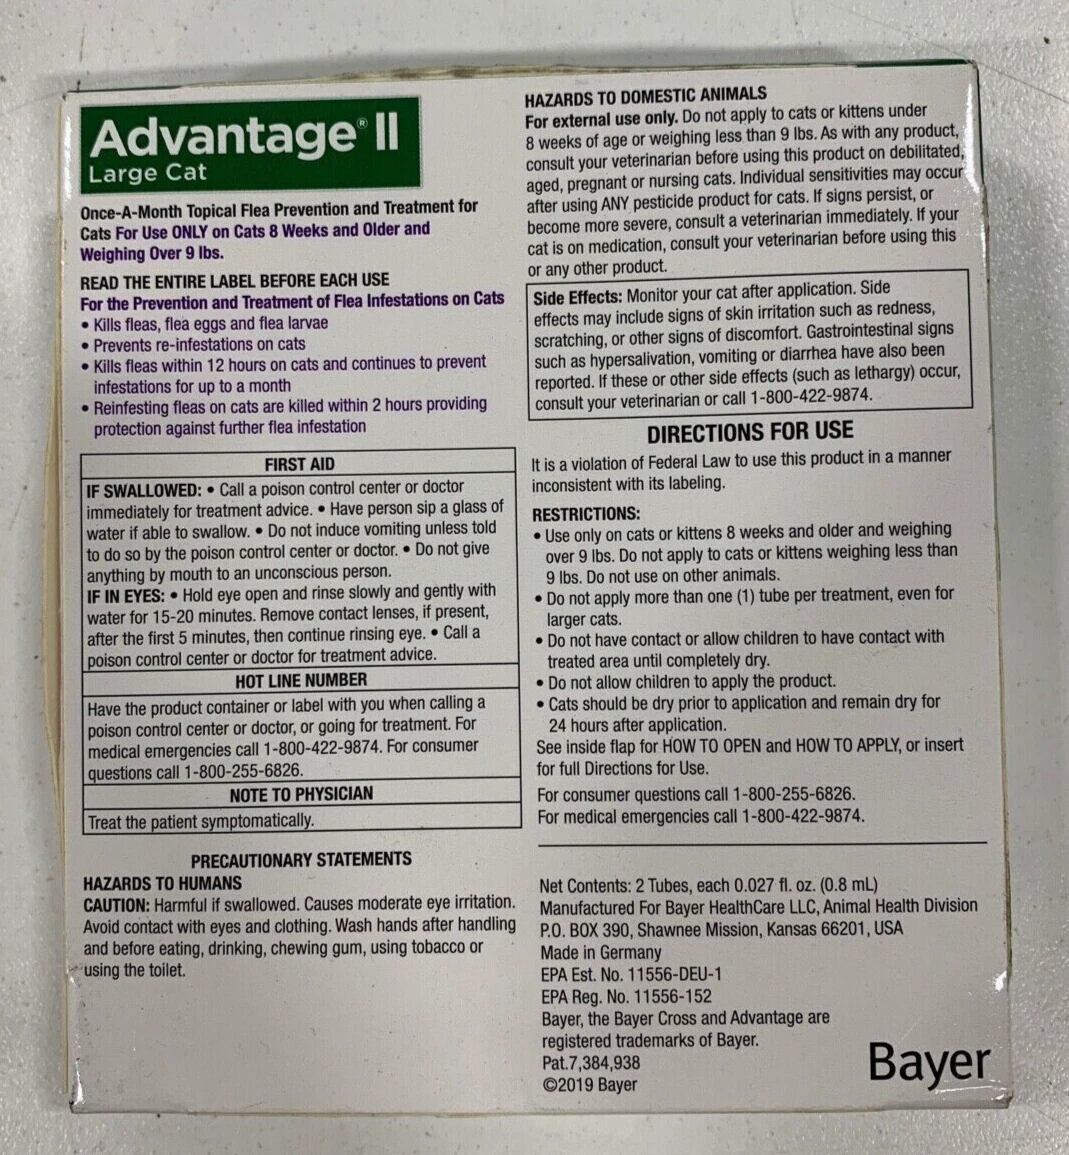 Advantage® II
Large Cat
Once-A-Month Topical Flea Prevention and Treatment for
Cats For Use ONLY on Cats 8 Weeks and Older and
Weighing Over 9 lbs.
READ THE ENTIRE LABEL BEFORE EACH USE
For the Prevention and Treatment of Flea Infestations on Cats
• Kills fleas, flea eggs and flea larvae
• Prevents re-infestations on cats
• Kills fleas within 12 hours on cats and continues to prevent
infestations for up to a month
• Reinfesting fleas on cats are killed within 2 hours providing
protection against further flea infestation
FIRST AID
IF SWALLOWED: • Call a poison control center or doctor
immediately for treatment advice. • Have person sip a glass of
water if able to swallow. • Do not induce vomiting unless told
to do so by the poison control center or doctor. • Do not give
anything by mouth to an unconscious person.
IF IN EYES: • Hold eye open and rinse slowly and gently with
water for 15-20 minutes. Remove contact lenses, if present,
after the first 5 minutes, then continue rinsing eye. • Call a
poison control center or doctor for treatment advice.
HOT LINE NUMBER
Have the product container or label with you when calling a
poison control center or doctor, or going for treatment. For
medical emergencies call 1-800-422-9874. For consumer
questions call 1-800-255-6826.
NOTE TO PHYSICIAN
Treat the patient symptomatically.
PRECAUTIONARY STATEMENTS
HAZARDS TO HUMANS
CAUTION: Harmful if swallowed. Causes moderate eye irritation.
Avoid contact with eyes and clothing. Wash hands after handling
and before eating, drinking, chewing gum, using tobacco or
using the toilet.
HAZARDS TO DOMESTIC ANIMALS
For external use only. Do not apply to cats or kittens under
8 weeks of age or weighing less than 9 lbs. As with any product,
consult your veterinarian before using this product on debilitated,
aged, pregnant or nursing cats. Individual sensitivities may occur
after using ANY pesticide product for cats. If signs persist, or
become more severe, consult a veterinarian immediately. If your
cat is on medication, consult your veterinarian before using this
or any other product.
Side Effects: Monitor your cat after application. Side
effects may include signs of skin irritation such as redness,
scratching, or other signs of discomfort. Gastrointestinal signs
such as hypersalivation, vomiting or diarrhea have also been
reported. If these or other side effects (such as lethargy) occur,
consult your veterinarian or call 1-800-422-9874.
DIRECTIONS FOR USE
It is a violation of Federal Law to use this product in a manner
inconsistent with its labeling.
RESTRICTIONS:
• Use only on cats or kittens 8 weeks and older and weighing
over 9 lbs. Do not apply to cats or kittens weighing less than
9 lbs. Do not use on other animals.
• Do not apply more than one (1) tube per treatment, even for
larger cats.
• Do not have contact or allow children to have contact with
treated area until completely dry.
• Do not allow children to apply the product.
• Cats should be dry prior to application and remain dry for
24 hours after application.
See inside flap for HOW TO OPEN and HOW TO APPLY, or insert
for full Directions for Use.
For consumer questions call 1-800-255-6826.
For medical emergencies call 1-800-422-9874.
Net Contents: 2 Tubes, each 0.027 fl. oz. (0.8 mL)
Manufactured For Bayer HealthCare LLC, Animal Health Division
P.O. BOX 390, Shawnee Mission, Kansas 66201, USA
Made in Germany
EPA Est. No. 11556-DEU-1
EPA Reg. No. 11556-152
Bayer, the Bayer Cross and Advantage are
registered trademarks of Bayer.
Pat.7,384,938
©2019 Bayer
Bayer